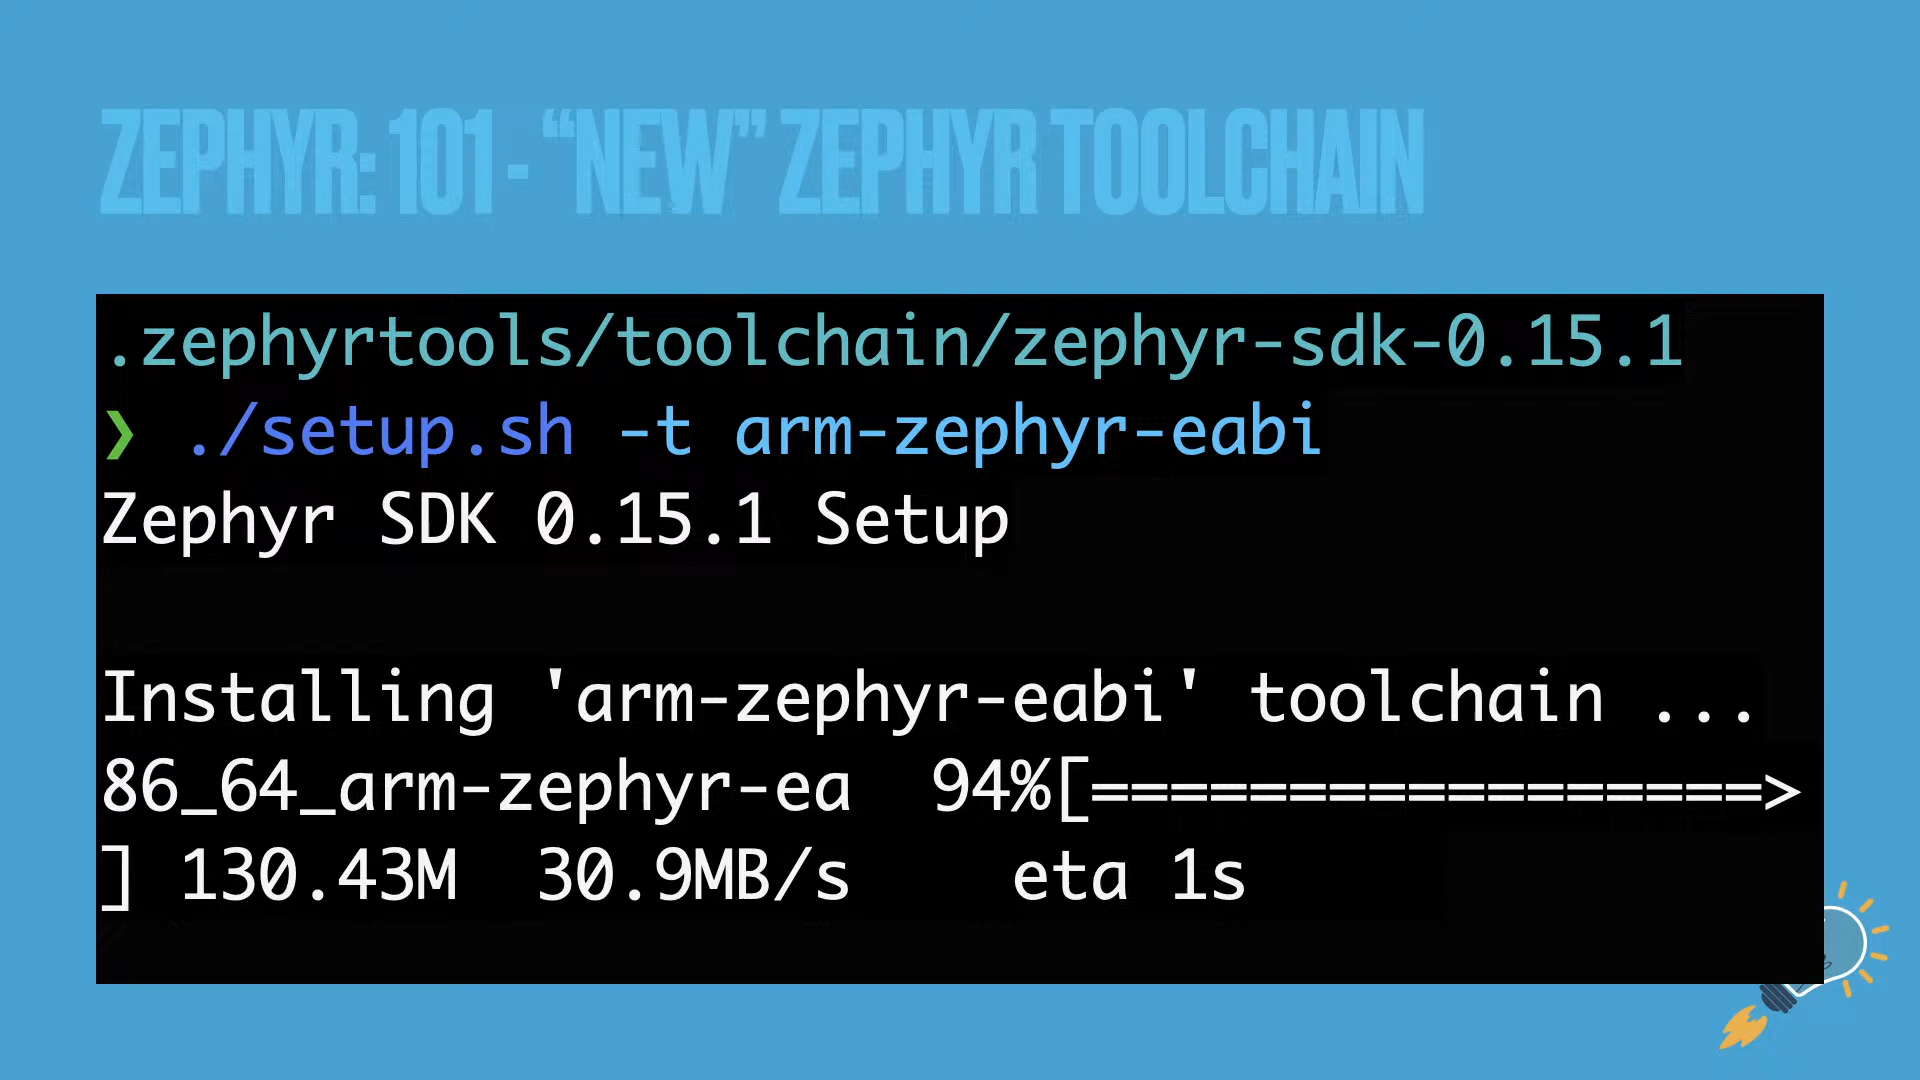 ZEPHYR: 101 - “NEW” ZEPHYR TOOLCHAIN
.zephyrtools/toolchain/zephyr-sdk-0.15.1
❯ ./setup.sh -t arm-zephyr-eabi
Zephyr SDK 0.15.1 Setup
Installing 'arm-zephyr-eabi' toolchain ...
86_64_arm-zephyr-ea  94%[=================>
] 130.43M  30.9MB/s    eta 1s